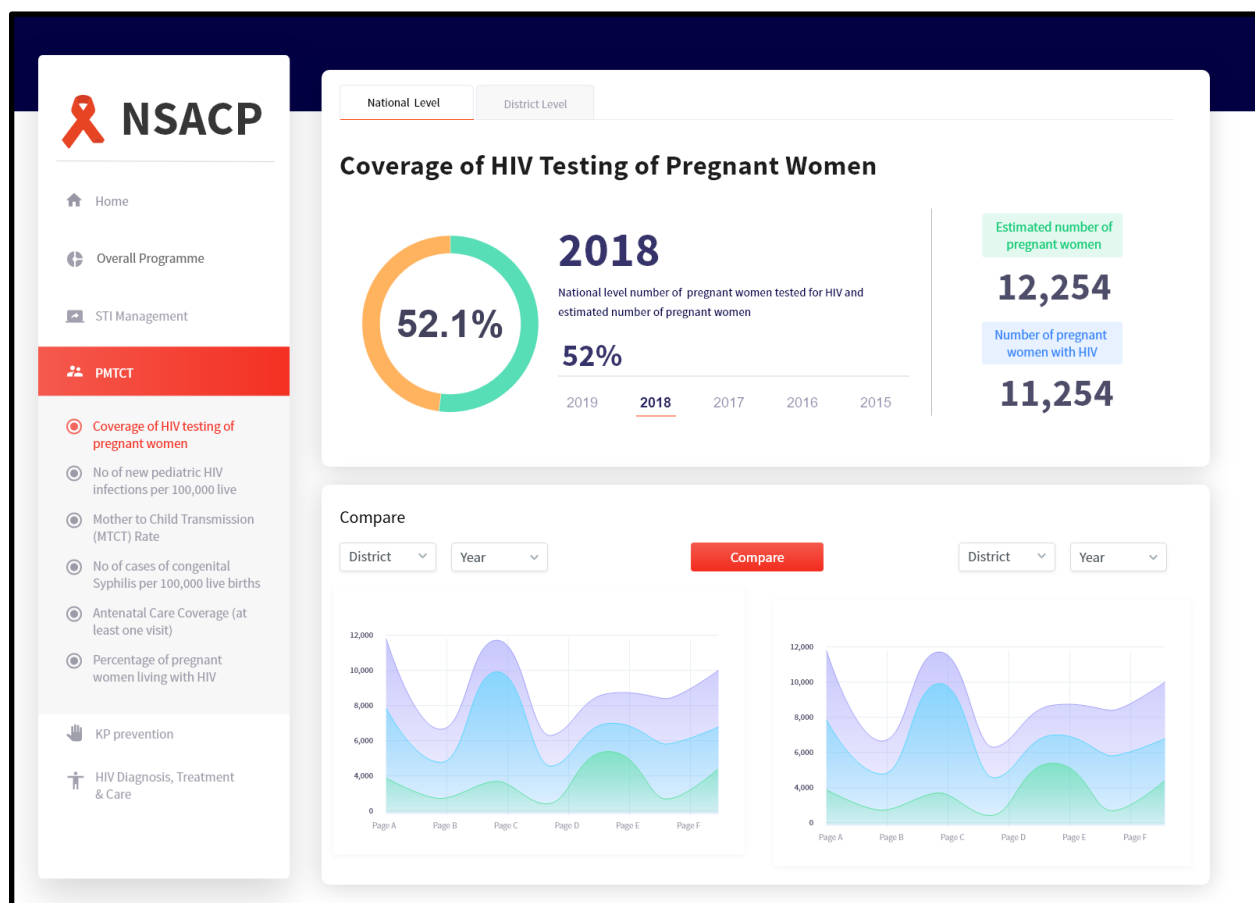 NSACP
Home
Overall Programme
STI Management
PMTCT
Coverage of HIV testing of
pregnant women
No of new pediatric HIV
infections per 100,000 live
Mother to Child Transmission
(MTCT) Rate
No of cases of congenital
Syphilis per 100,000 live births
Antenatal Care Coverage (at
least one visit)
Percentage of pregnant
women living with HIV
KP prevention
HIV Diagnosis, Treatment
& Care
National Level
District Level
Coverage of HIV Testing of Pregnant Women
52.1%
2018
National level number of pregnant women tested for HIV and
estimated number of pregnant women
52%
2019 2018 2017 2016 2015
Estimated number of
pregnant women
12,254
Number of pregnant
women with HIV
11,254
Compare
District Year Compare District Year
12,000
10,000
8,000
6,000
4,000
0
Page A Page B Page C Page D Page E Page F
12,000
10,000
8,000
6,000
4,000
0
Page A Page B Page C Page D Page E Page F